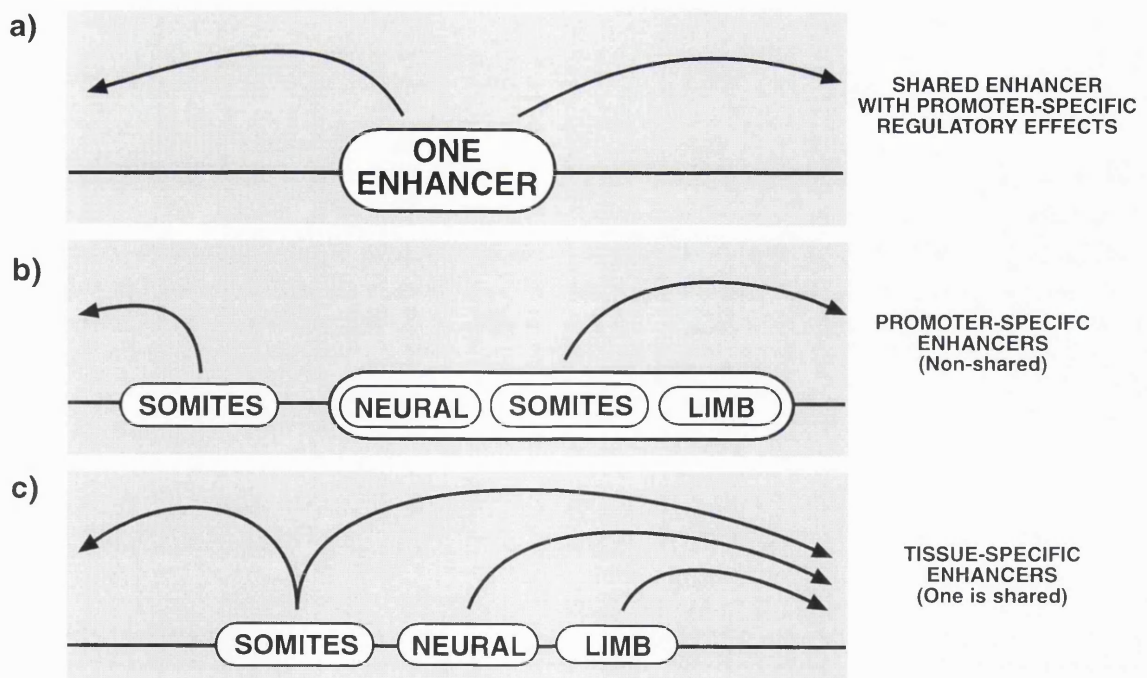 a)
ONE
ENHANCER
SHARED ENHANCER
WITH PROMOTER-SPECIFIC
REGULATORY EFFECTS
b)
SOMITES
NEURAL
SOMITES
LIMB
PROMOTER-SPECIFC
ENHANCERS
(Non-shared)
c)
SOMITES
NEURAL
LIMB
TISSUE-SPECIFIC
ENHANCERS
(One is shared)